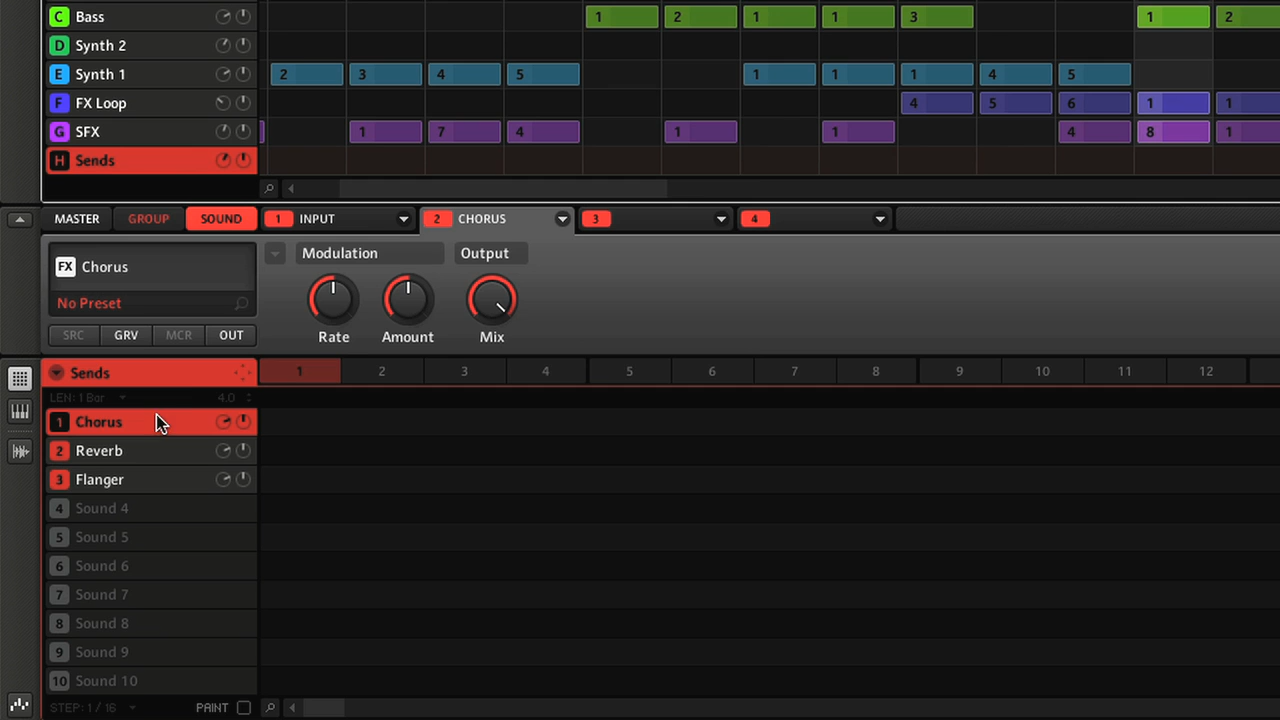 C Bass 1 2 1 1 3 1 2
D Synth 2
E Synth 1 2 3 4 5 1 1 1 4 5
F FX Loop 4 5 6 1 1
G SFX 1 7 4 1 1 4 8 1
H Sends
MASTER GROUP SOUND 1 INPUT 2 CHORUS 3 4
FX Chorus Modulation Output
No Preset
SRC GRV MCR OUT Rate Amount Mix
Sends 1 2 3 4 5 6 7 8 9 10 11 12
LEN: 1 Bar 4.0
1 Chorus
2 Reverb
3 Flanger
4 Sound 4
5 Sound 5
6 Sound 6
7 Sound 7
8 Sound 8
9 Sound 9
10 Sound 10
STEP: 1 / 16 PAINT